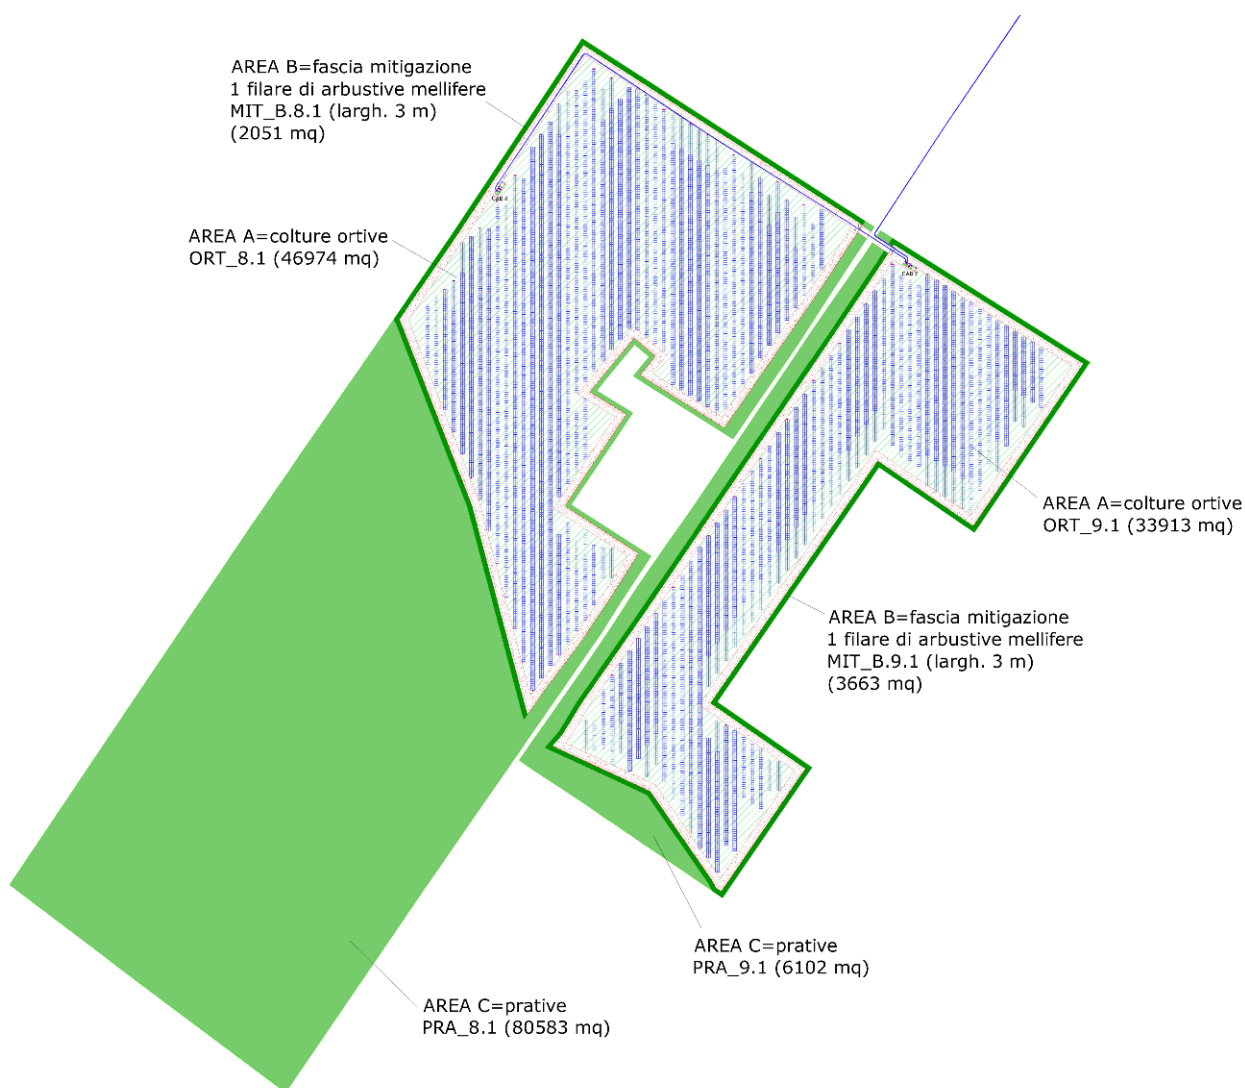 AREA B=fascia mitigazione
1 filare di arbustive mellifere
MIT_B.8.1 (largh. 3 m)
(2051 mq)
AREA A=colture ortive
ORT_8.1 (46974 mq)
AREA A=colture ortive
ORT_9.1 (33913 mq)
AREA B=fascia mitigazione
1 filare di arbustive mellifere
MIT_B.9.1 (largh. 3 m)
(3663 mq)
AREA C=prative
PRA_9.1 (6102 mq)
AREA C=prative
PRA_8.1 (80583 mq)